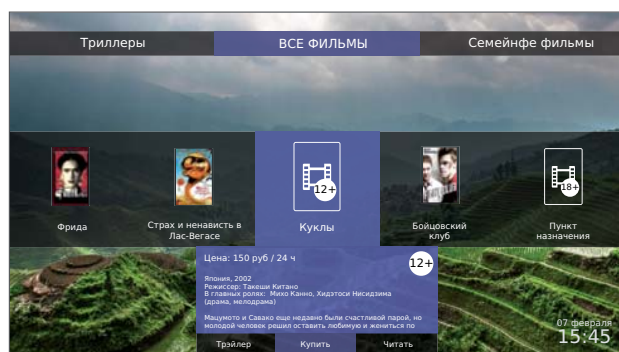 Триллеры
ВСЕ ФИЛЬМЫ
Семейнфе фильмы
12+
18+
Фрида
Страх и ненависть в
Лас-Вегасе
Куклы
Бойцовский
клуб
Пункт
назначения
Цена: 150 руб / 24 ч
12+
Япония, 2002
Режиссер: Такеши Китано
В главных ролях: Михо Канно, Хидэтоси Нисидзима
(драма, мелодрама)
Мацумото и Савако еще недавно были счастливой парой, но
молодой человек решил оставить любимую и жениться по
Трэйлер
Купить
Читать
07 февраля
15:45